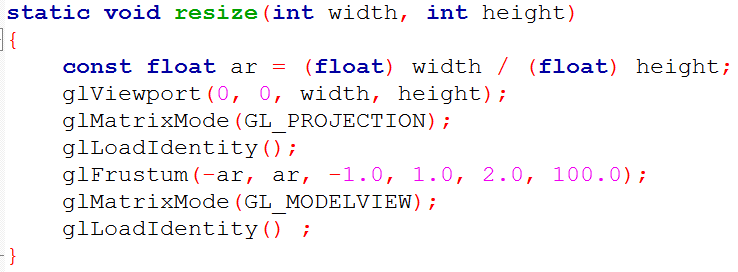 static void resize(int width, int height)
{
    const float ar = (float) width / (float) height;
    glViewport(0, 0, width, height);
    glMatrixMode(GL_PROJECTION);
    glLoadIdentity();
    glFrustum(-ar, ar, -1.0, 1.0, 2.0, 100.0);
    glMatrixMode(GL_MODELVIEW);
    glLoadIdentity() ;
}